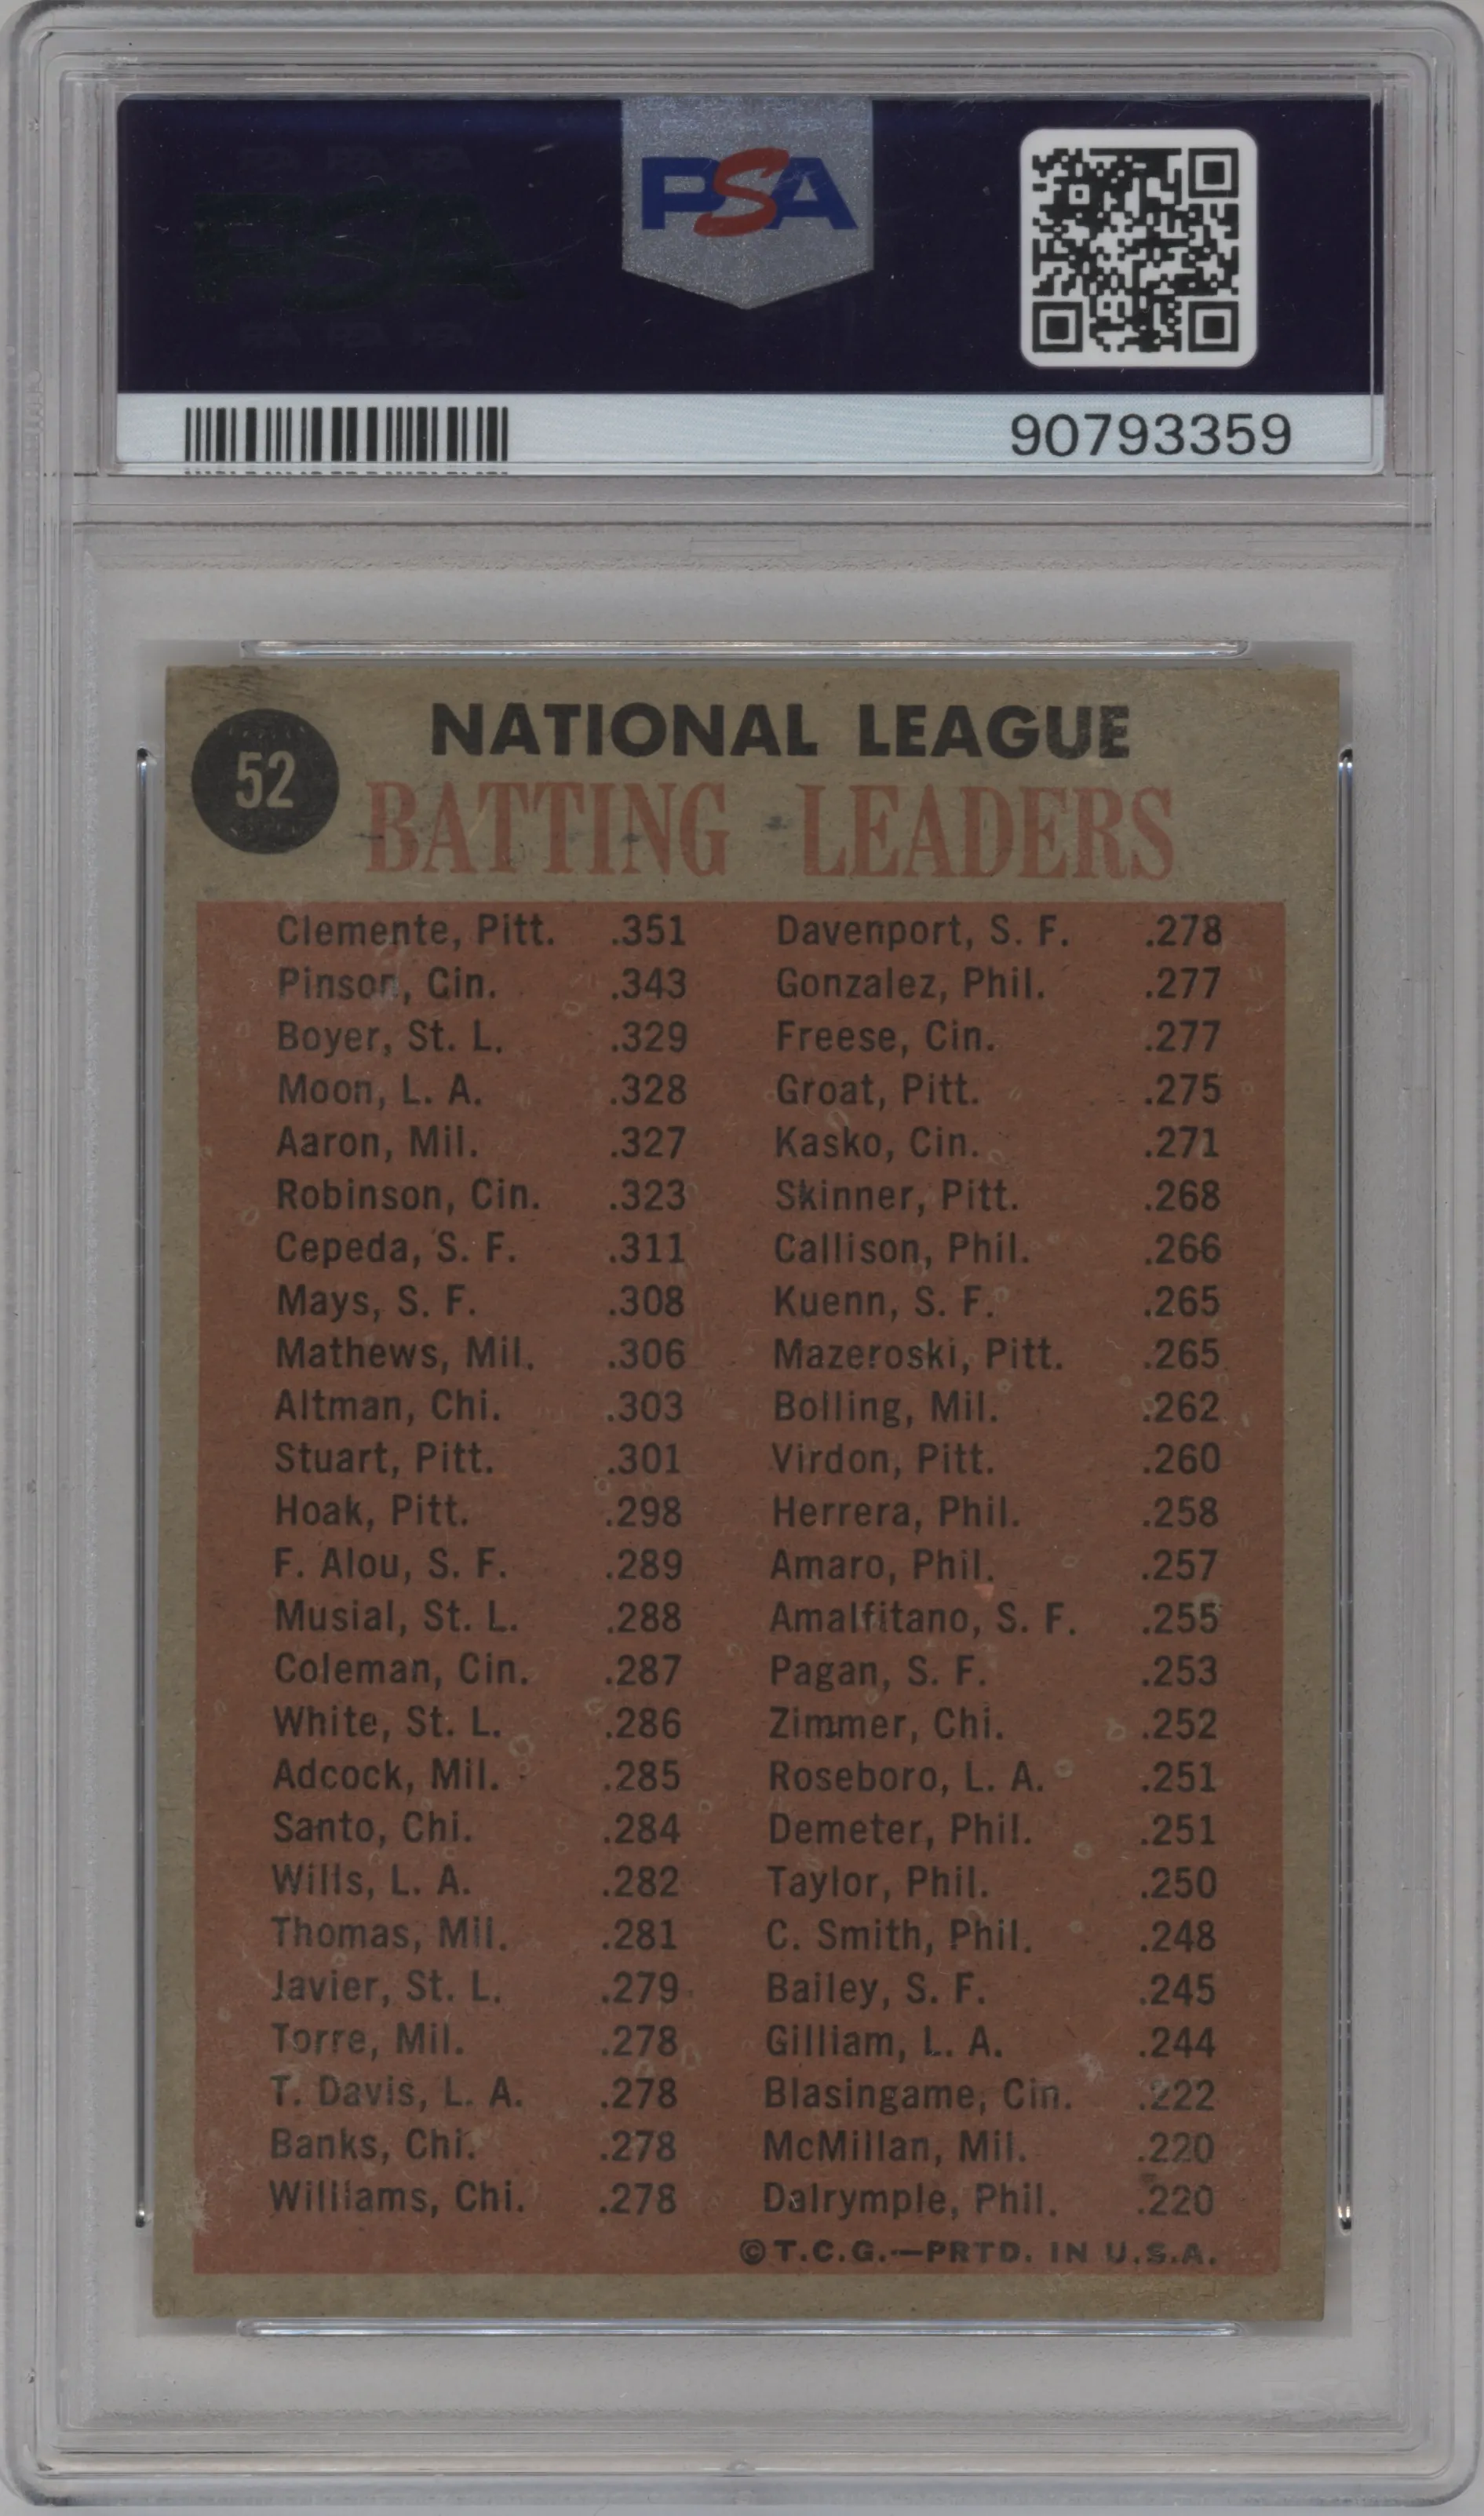 PSA
90793359
52
NATIONAL LEAGUE
BATTING LEADERS
Clemente, Pitt. .351 Davenport, S. F. .278
Pinson, Cin. .343 Gonzalez, Phil. .277
Boyer, St. L. .329 Freese, Cin. .277
Moon, L. A. .328 Groat, Pitt. .275
Aaron, Mil. .327 Kasko, Cin. .271
Robinson, Cin. .323 Skinner, Pitt. .268
Cepeda, S. F. .311 Callison, Phil. .266
Mays, S. F. .308 Kuenn, S. F. .265
Mathews, Mil. .306 Mazeroski, Pitt. .265
Altman, Chi. .303 Bolling, Mil. .262
Stuart, Pitt. .301 Virdon, Pitt. .260
Hoak, Pitt. .298 Herrera, Phil. .258
F. Alou, S. F. .289 Amaro, Phil. .257
Musial, St. L. .288 Amalfitano, S. F. .255
Coleman, Cin. .287 Pagan, S. F. .253
White, St. L. .286 Zimmer, Chi. .252
Adcock, Mil. .285 Roseboro, L. A. .251
Santo, Chi. .284 Demeter, Phil. .251
Wills, L. A. .282 Taylor, Phil. .250
Thomas, Mil. .281 C. Smith, Phil. .248
Javier, St. L. .279 Bailey, S. F. .245
Torre, Mil. .278 Gilliam, L. A. .244
T. Davis, L. A. .278 Blasingame, Cin. .222
Banks, Chi. .278 McMillan, Mil. .220
Williams, Chi. .278 Dalrymple, Phil. .220
©T.C.G.—PRTD. IN U.S.A.